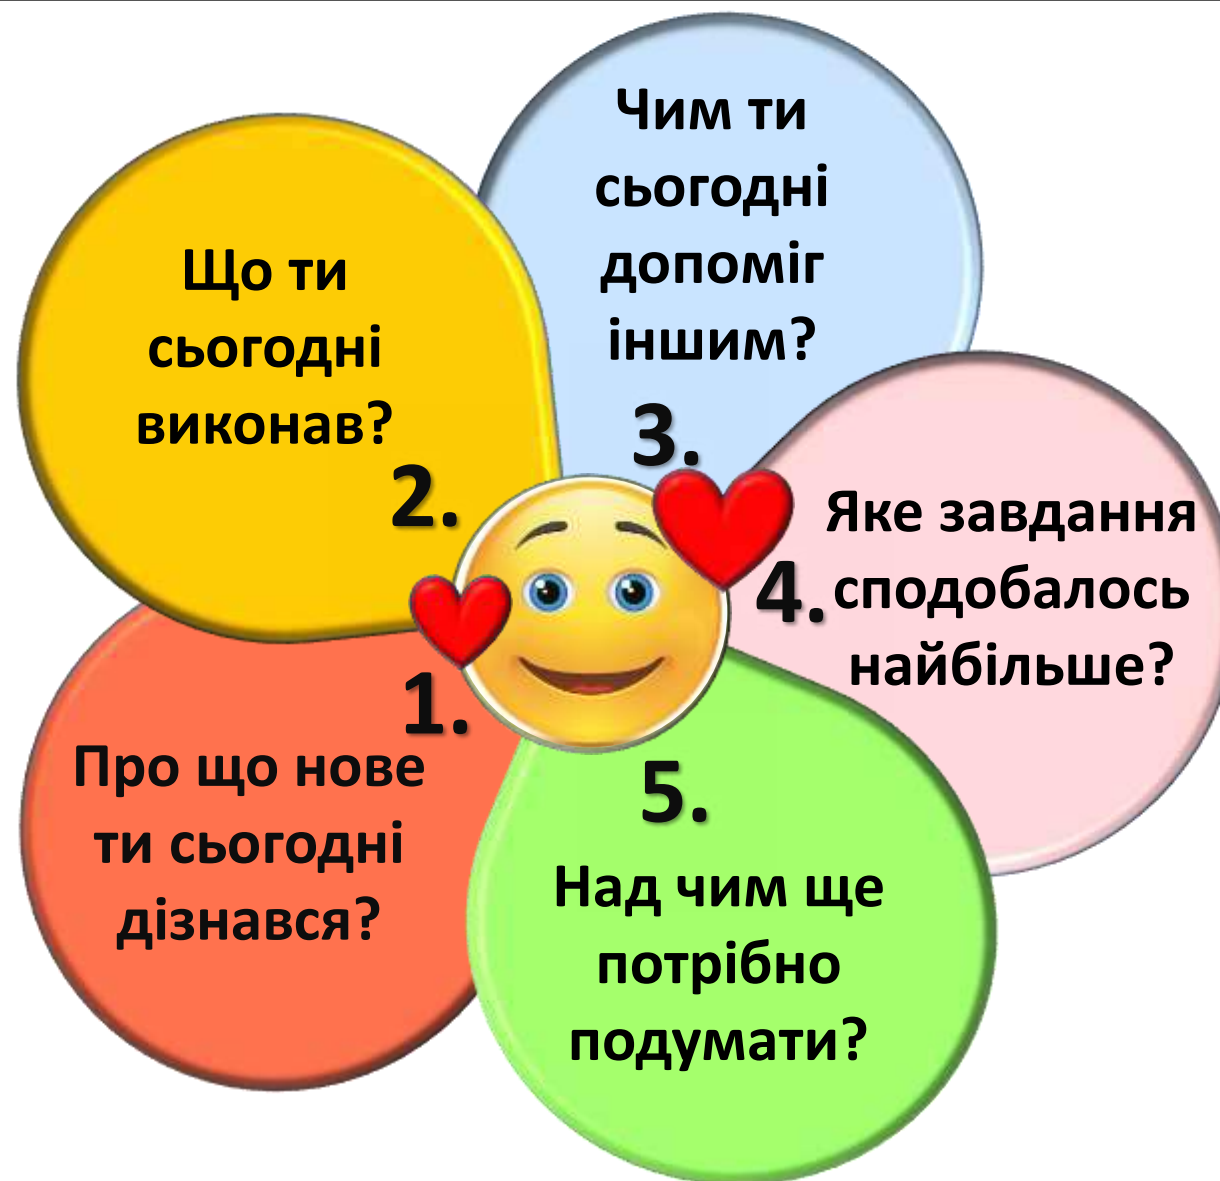 1.
Про що нове
ти сьогодні
дізнався?
2.
Що ти
сьогодні
виконав?
3.
Чим ти
сьогодні
допоміг
іншим?
4.
Яке завдання
сподобалось
найбільше?
5.
Над чим ще
потрібно
подумати?